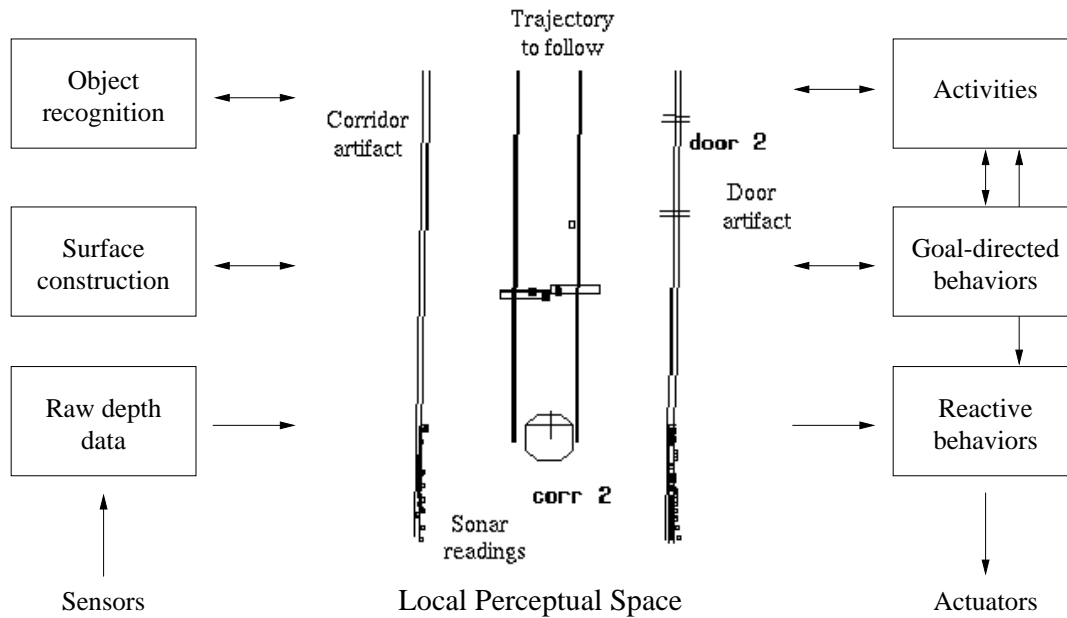 Trajectory
to follow
Object
recognition
Corridor
artifact
door 2
Activities
Surface
construction
Door
artifact
Goal-directed
behaviors
Raw depth
data
corr 2
Sonar
readings
Reactive
behaviors
Sensors
Local Perceptual Space
Actuators